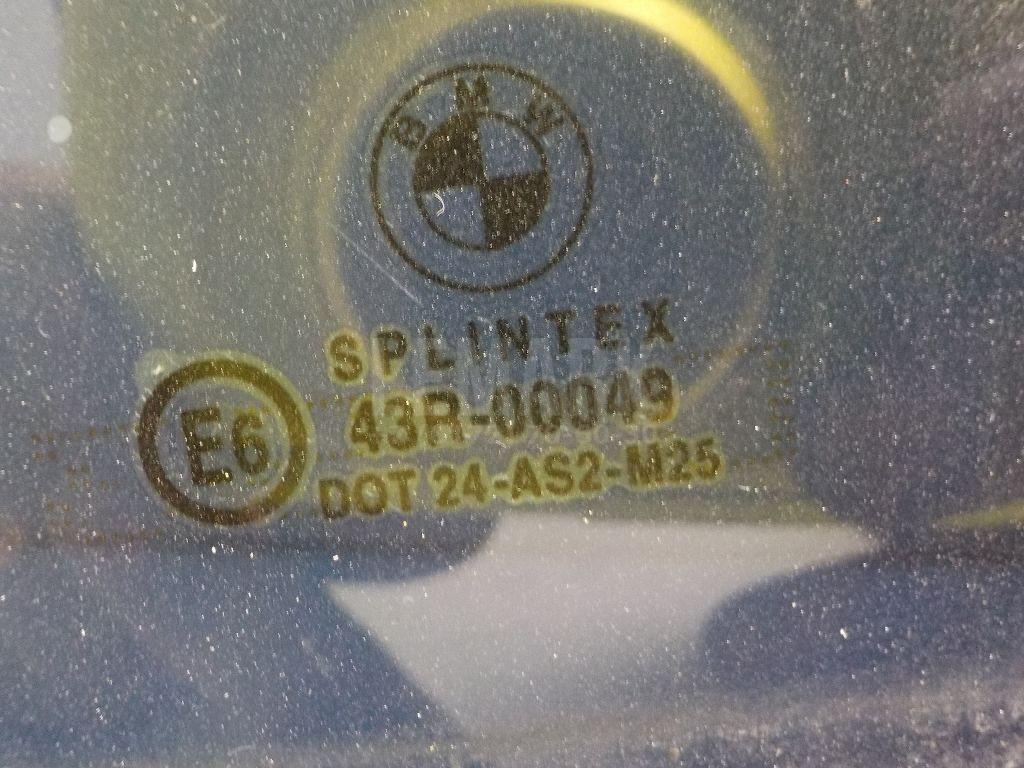 BMW
SPLINTEX
E6
43R-00049
DOT 24-AS2-M25